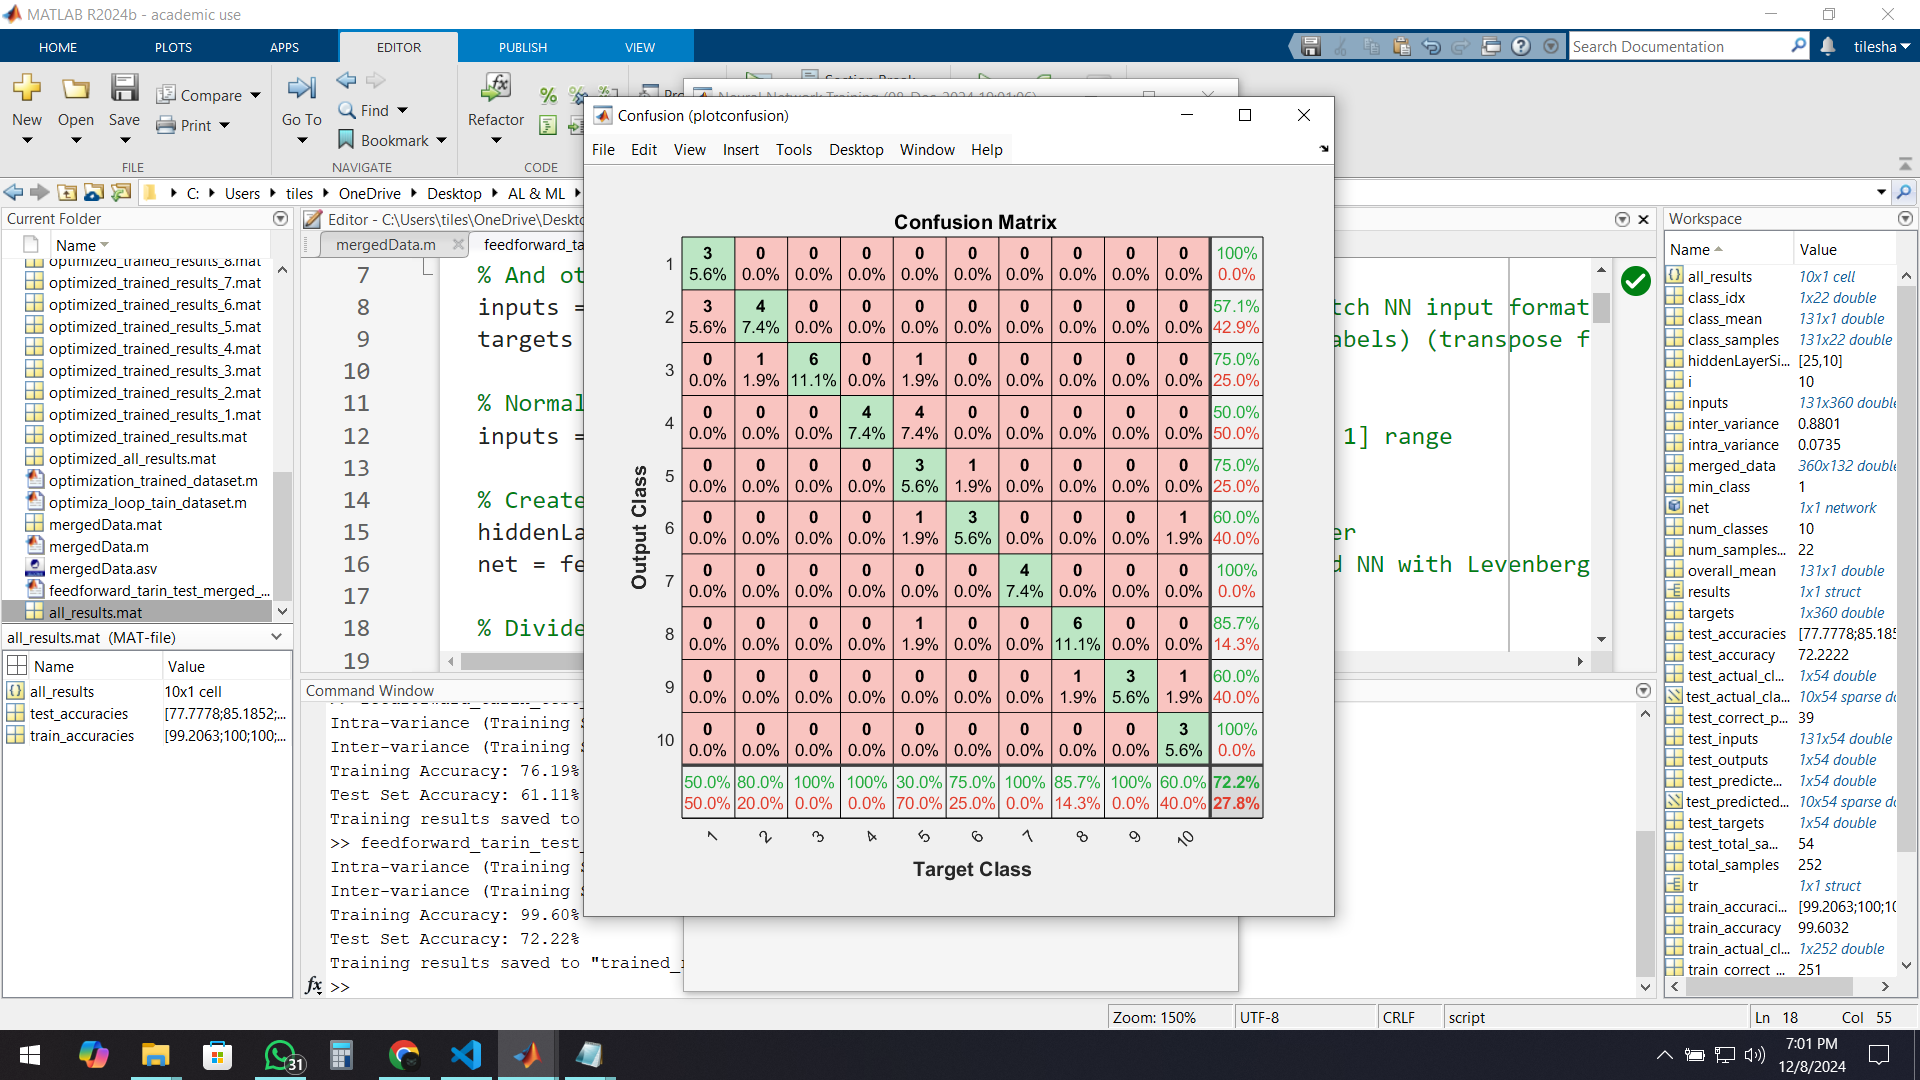 MATLAB R2024b - academic use
HOME PLOTS APPS EDITOR PUBLISH VIEW
Search Documentation
tilesha
New Open Save
Compare
Print
Go To
Find
Bookmark
Refactor
FILE NAVIGATE CODE
C: Users tiles OneDrive Desktop AL & ML
Current Folder
Name
optimized_trained_results_8.mat
optimized_trained_results_7.mat
optimized_trained_results_6.mat
optimized_trained_results_5.mat
optimized_trained_results_4.mat
optimized_trained_results_3.mat
optimized_trained_results_2.mat
optimized_trained_results_1.mat
optimized_trained_results.mat
optimized_all_results.mat
optimization_trained_dataset.m
optimiza_loop_tain_dataset.m
mergedData.mat
mergedData.m
mergedData.asv
feedforward_tarin_test_merged_...
all_results.mat
all_results.mat (MAT-file)
Name Value
all_results 10x1 cell
test_accuracies [77.7778;85.1852;...
train_accuracies [99.2063;100;100;...
Editor - C:\Users\tiles\OneDrive\Deskto
mergedData.m feedforward_ta
7 % And ot
8 inputs = tch NN input format
9 targets abels) (transpose f
10
11 % Normal
12 inputs = 1] range
13
14 % Create
15 hiddenLa er
16 net = fe d NN with Levenberg
17
18 % Divide
19
Command Window
Intra-variance (Training S
Inter-variance (Training S
Training Accuracy: 76.19%
Test Set Accuracy: 61.11%
Training results saved to
>> feedforward_tarin_test_
Intra-variance (Training S
Inter-variance (Training S
Training Accuracy: 99.60%
Test Set Accuracy: 72.22%
Training results saved to "trained_r
fx >>
Confusion (plotconfusion)
File Edit View Insert Tools Desktop Window Help
Confusion Matrix
Output Class
1 3 0 0 0 0 0 0 0 0 0 100%
5.6% 0.0% 0.0% 0.0% 0.0% 0.0% 0.0% 0.0% 0.0% 0.0% 0.0%
2 3 4 0 0 0 0 0 0 0 0 57.1%
5.6% 7.4% 0.0% 0.0% 0.0% 0.0% 0.0% 0.0% 0.0% 0.0% 42.9%
3 0 1 6 0 1 0 0 0 0 0 75.0%
0.0% 1.9% 11.1% 0.0% 1.9% 0.0% 0.0% 0.0% 0.0% 0.0% 25.0%
4 0 0 0 4 4 0 0 0 0 0 50.0%
0.0% 0.0% 0.0% 7.4% 7.4% 0.0% 0.0% 0.0% 0.0% 0.0% 50.0%
5 0 0 0 0 3 1 0 0 0 0 75.0%
0.0% 0.0% 0.0% 0.0% 5.6% 1.9% 0.0% 0.0% 0.0% 0.0% 25.0%
6 0 0 0 0 1 3 0 0 0 1 60.0%
0.0% 0.0% 0.0% 0.0% 1.9% 5.6% 0.0% 0.0% 0.0% 1.9% 40.0%
7 0 0 0 0 0 0 4 0 0 0 100%
0.0% 0.0% 0.0% 0.0% 0.0% 0.0% 7.4% 0.0% 0.0% 0.0% 0.0%
8 0 0 0 0 1 0 0 6 0 0 85.7%
0.0% 0.0% 0.0% 0.0% 1.9% 0.0% 0.0% 11.1% 0.0% 0.0% 14.3%
9 0 0 0 0 0 0 0 1 3 1 60.0%
0.0% 0.0% 0.0% 0.0% 0.0% 0.0% 0.0% 1.9% 5.6% 1.9% 40.0%
10 0 0 0 0 0 0 0 0 0 3 100%
0.0% 0.0% 0.0% 0.0% 0.0% 0.0% 0.0% 0.0% 0.0% 5.6% 0.0%
50.0% 80.0% 100% 100% 30.0% 75.0% 100% 85.7% 100% 60.0% 72.2%
50.0% 20.0% 0.0% 0.0% 70.0% 25.0% 0.0% 14.3% 0.0% 40.0% 27.8%
1 2 3 4 5 6 7 8 9 10
Target Class
Workspace
Name Value
all_results 10x1 cell
class_idx 1x22 double
class_mean 131x1 double
class_samples 131x22 double
hiddenLayerSi... [25,10]
i 10
inputs 131x360 double
inter_variance 0.8801
intra_variance 0.0735
merged_data 360x132 double
min_class 1
net 1x1 network
num_classes 10
num_samples... 22
overall_mean 131x1 double
results 1x1 struct
targets 1x360 double
test_accuracies [77.7778;85.185
test_accuracy 72.2222
test_actual_cl... 1x54 double
test_actual_cla... 10x54 sparse do
test_correct_p... 39
test_inputs 131x54 double
test_outputs 1x54 double
test_predicte... 1x54 double
test_predicted... 10x54 sparse do
test_targets 1x54 double
test_total_sa... 54
total_samples 252
tr 1x1 struct
train_accuraci... [99.2063;100;10
train_accuracy 99.6032
train_actual_cl... 1x252 double
train_correct_... 251
Zoom: 150% UTF-8 CRLF script Ln 18 Col 55
31
7:01 PM
12/8/2024